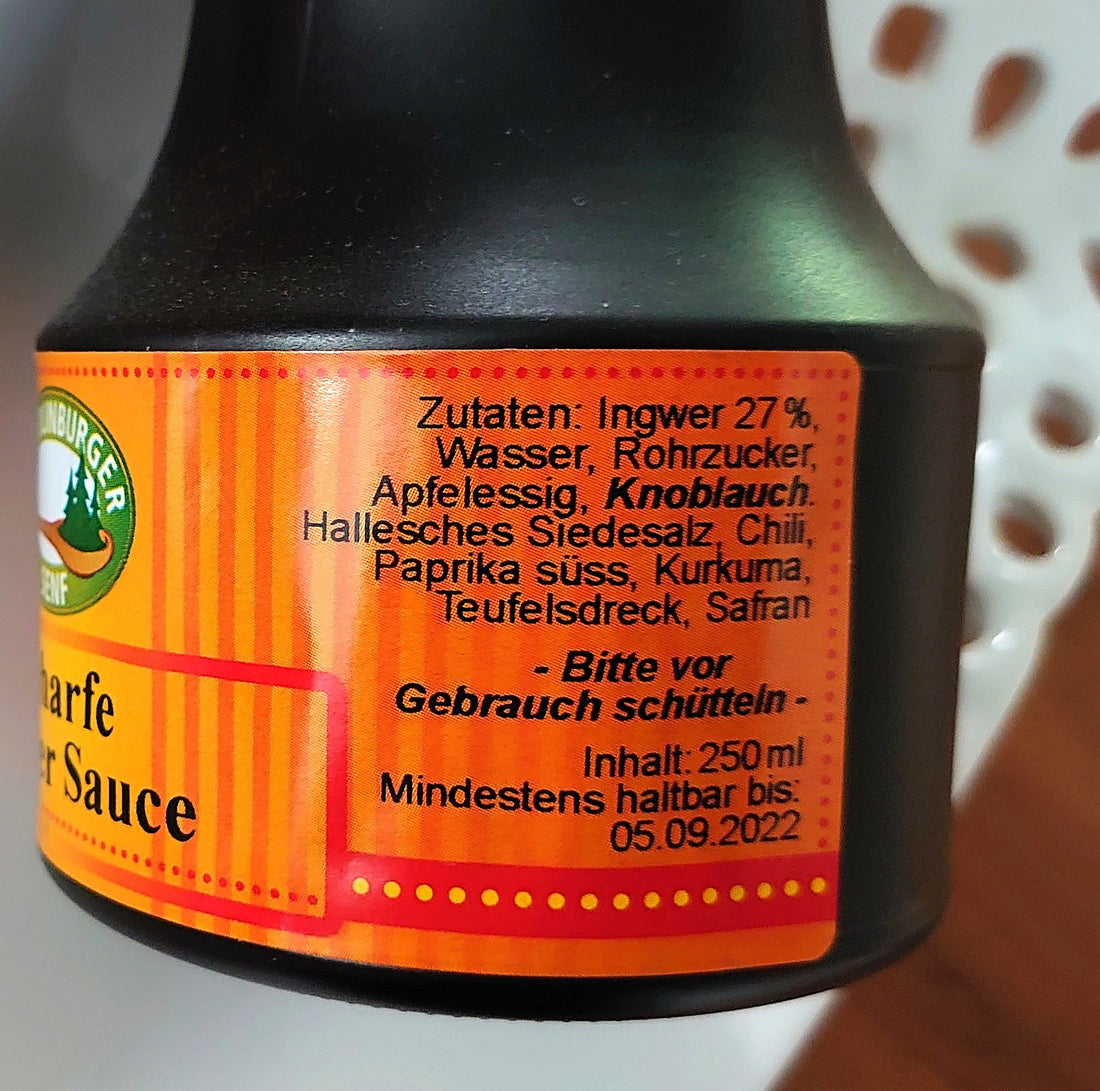 Zutaten: Ingwer 27%,
Wasser, Rohrzucker,
Apfelessig, Knoblauch.
Hallesches Siedesalz, Chili,
Paprika süss, Kurkuma,
Teufelsdreck, Safran
- Bitte vor
Gebrauch schütteln -
Inhalt: 250 ml
Mindestens haltbar bis:
05.09.2022
Sauce